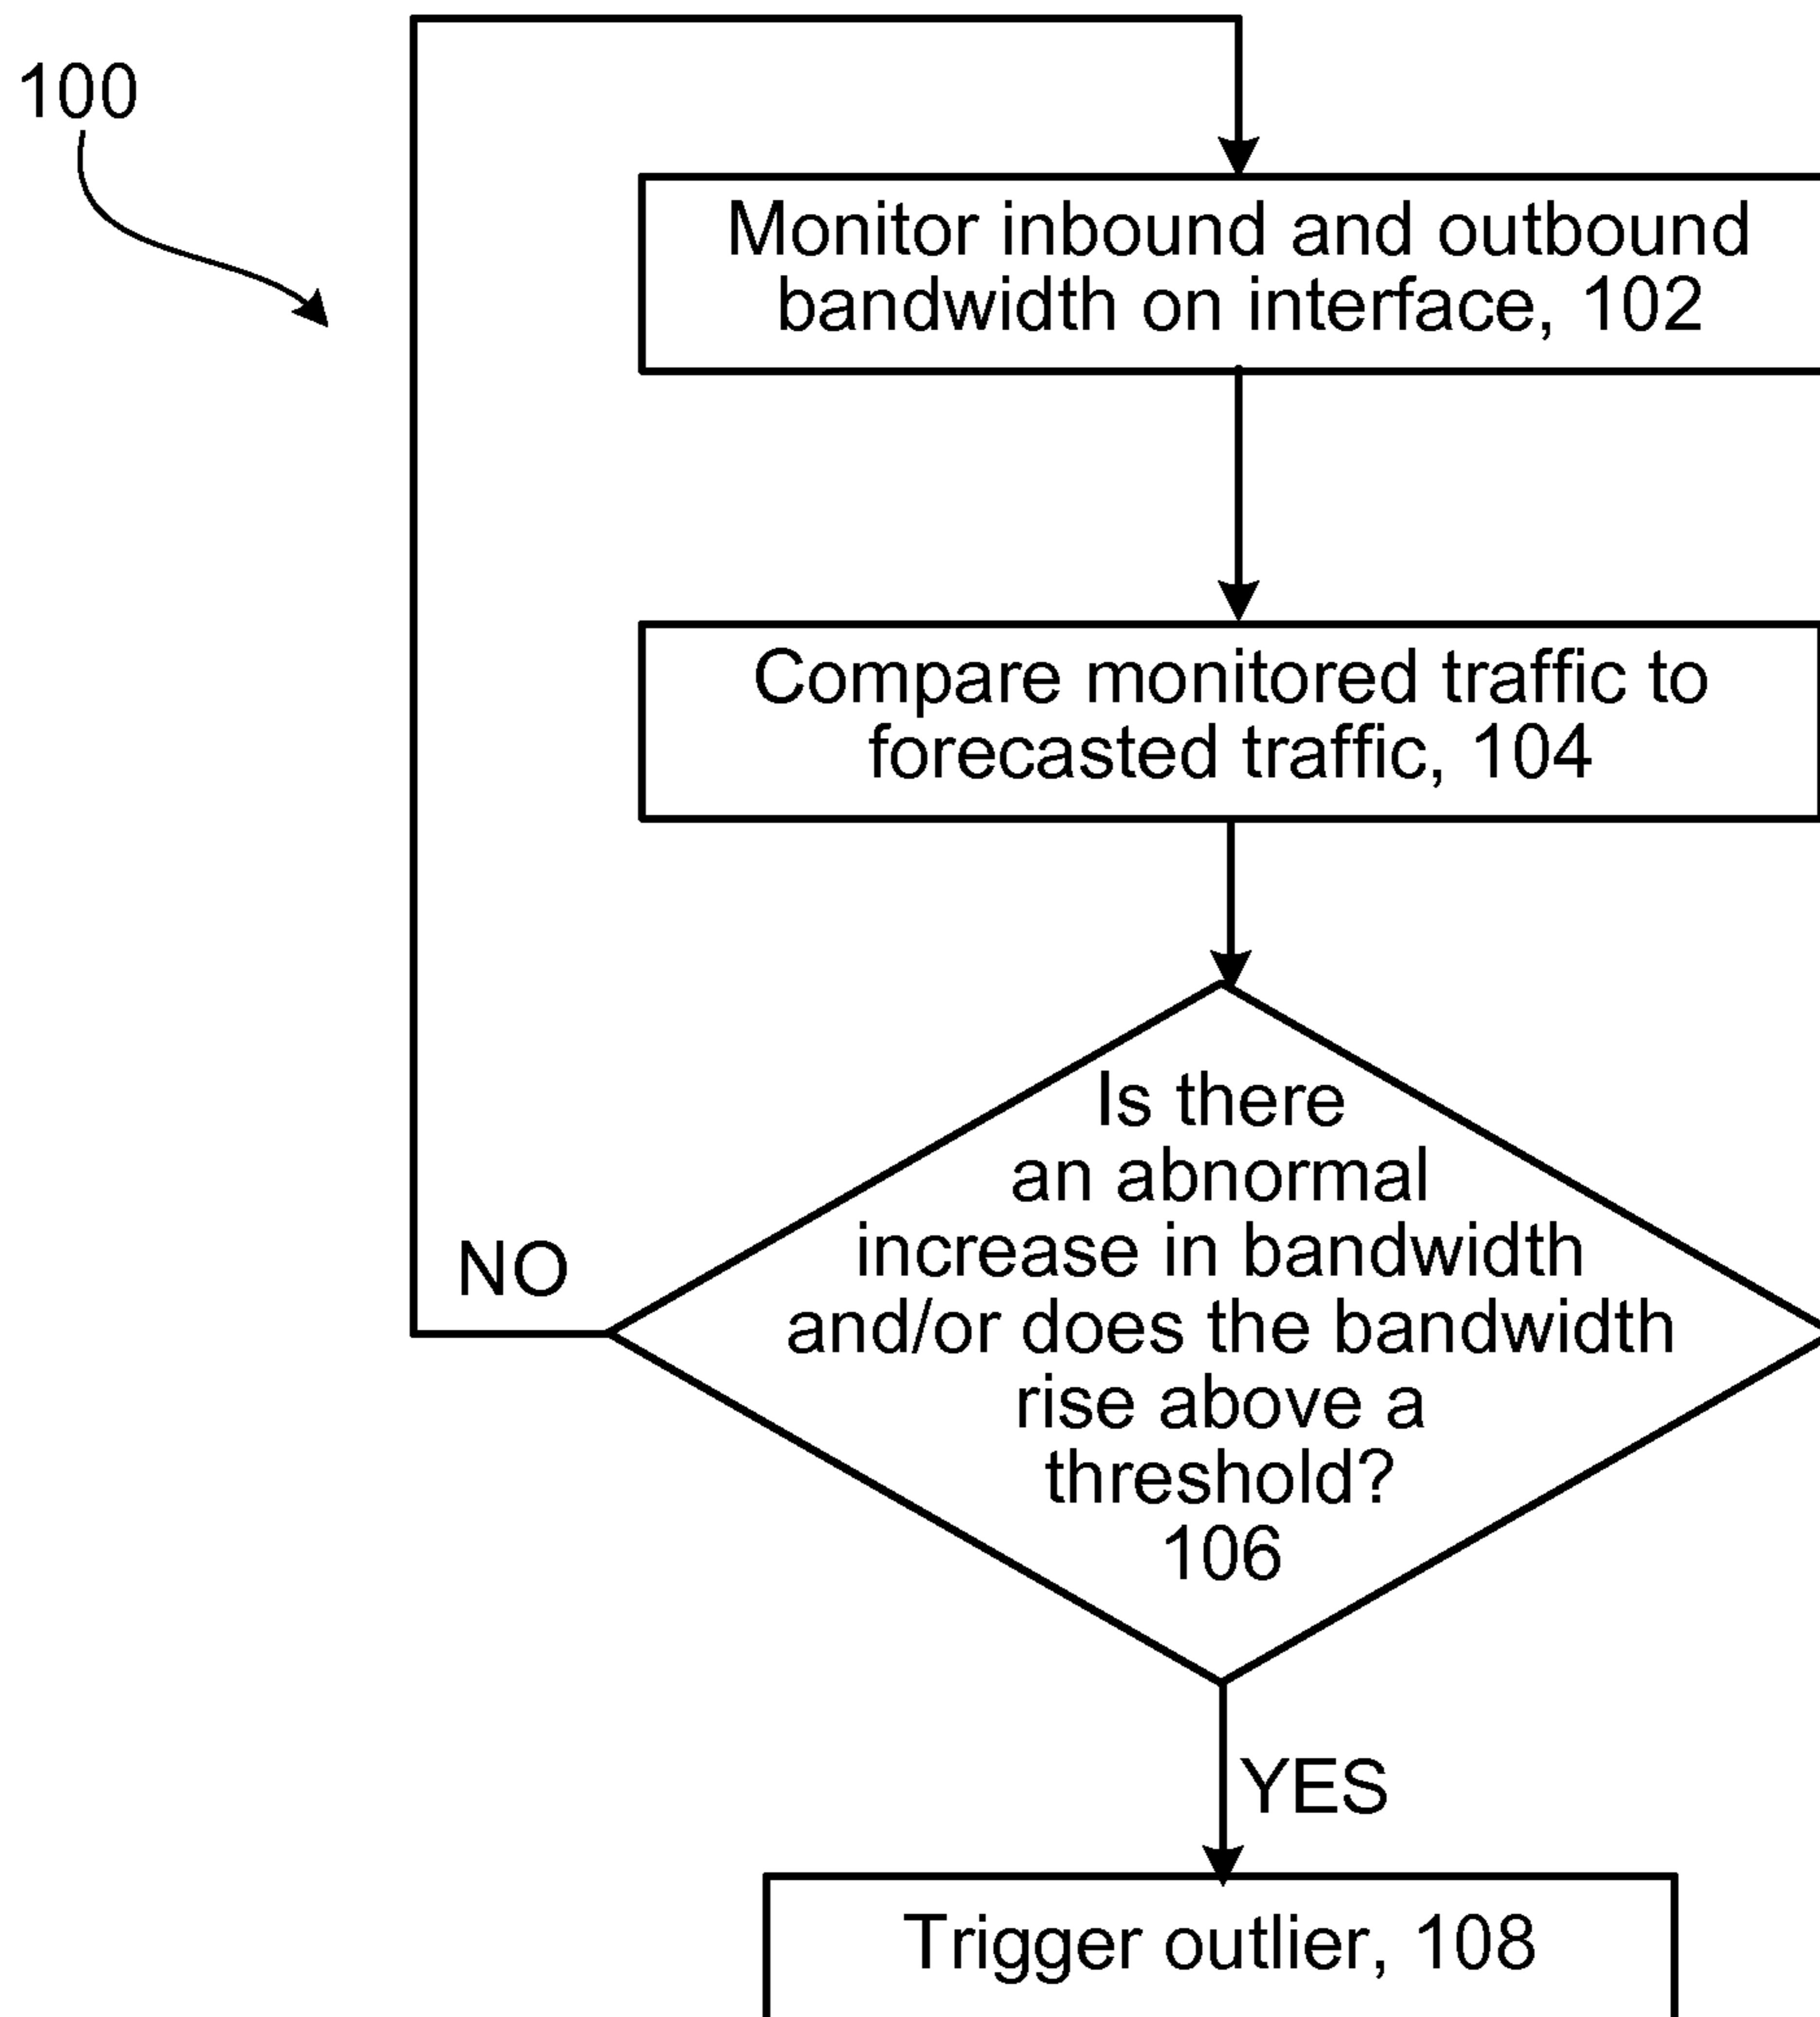 100
Monitor inbound and outbound
bandwidth on interface, 102
Compare monitored traffic to
forecasted traffic, 104
Is there
an abnormal
increase in bandwidth
and/or does the bandwidth
rise above a
threshold?
106
NO
YES
Trigger outlier, 108